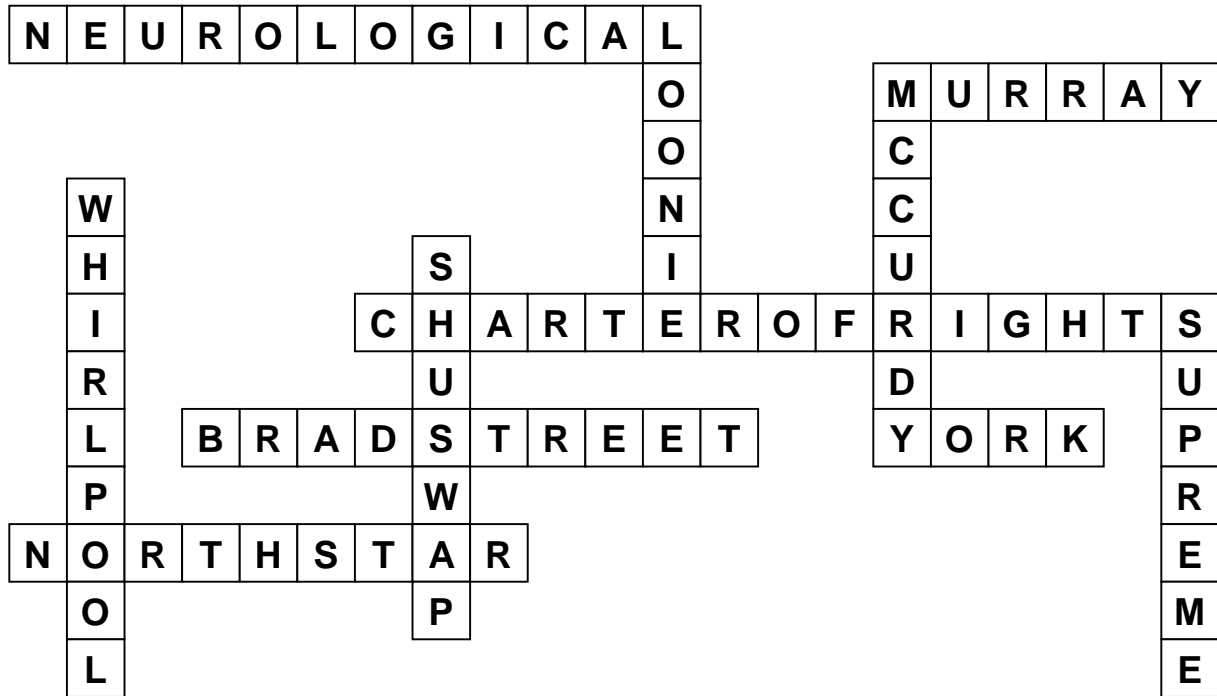 NEUROLOGICAL
LOONIE
MURRAY
MCCURDY
WHIRLPOOL
SHUSWAP
CHARTEROFRIGHTS
SUPREME
BRADSTREET
YORK
NORTHSTAR